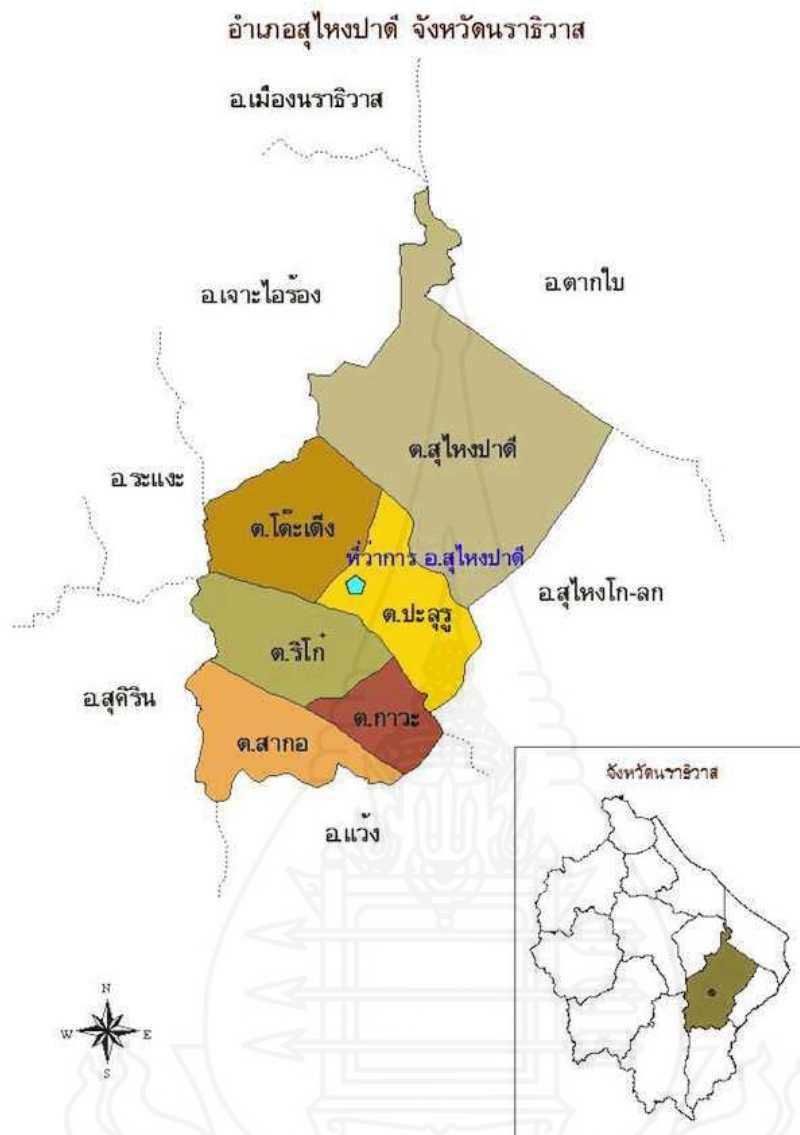 อำเภอสุไหงปาดี จังหวัดนราธิวาส
อ.เมืองนราธิวาส
อ.เจาะไอร้อง
อ.ตากใบ
ต.สุไหงปาดี
อ.ระแงะ
ต.โต๊ะเด็ง
ที่ว่าการ อ.สุไหงปาดี
อ.สุไหงโก-ลก
ต.ปะลุรู
ต.ริโก๋
อ.สุคิริน
ต.กาวะ
ต.สากอ
จังหวัดนราธิวาส
อ.แว้ง
N
W E
S